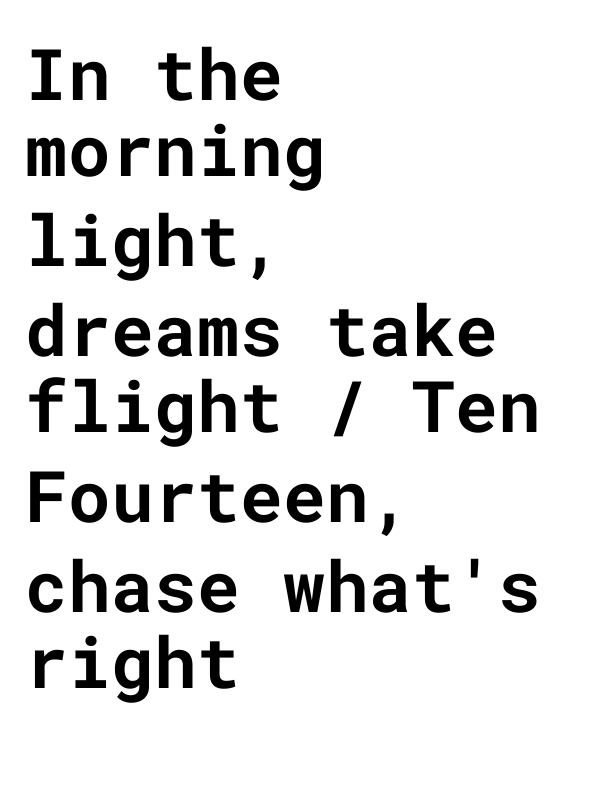 In the
morning
light,
dreams take
flight / Ten
Fourteen,
chase what's
right